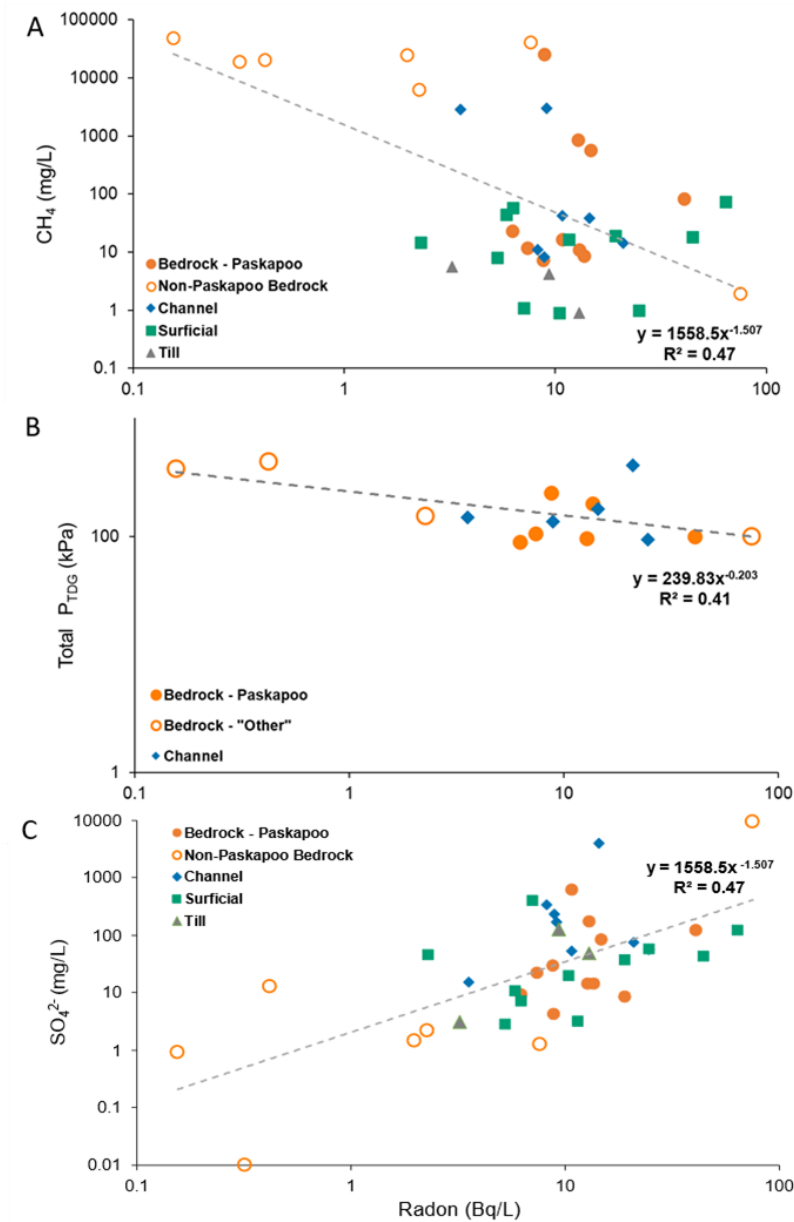 A
100000
10000
1000
100
10
1
0.1
CH₄ (mg/L)
Bedrock - Paskapoo
Non-Paskapoo Bedrock
Channel
Surficial
Till
y = 1558.5x⁻¹·⁵⁰⁷
R² = 0.47
0.1 1 10 100
B
100
1
Total P_TDG (kPa)
y = 239.83x⁻⁰·²⁰³
R² = 0.41
Bedrock - Paskapoo
Bedrock - "Other"
Channel
0.1 1 10 100
C
10000
1000
100
10
1
0.1
0.01
SO₄²⁻ (mg/L)
Bedrock - Paskapoo
Non-Paskapoo Bedrock
Channel
Surficial
Till
y = 1558.5x⁻¹·⁵⁰⁷
R² = 0.47
0.1 1 10 100
Radon (Bq/L)